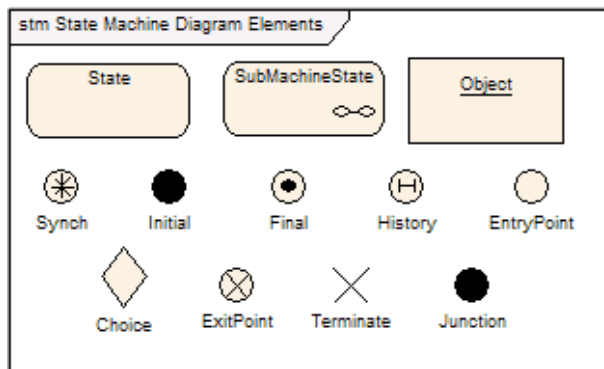 stm State Machine Diagram Elements
State
SubMachineState
Object
Synch
Initial
Final
History
EntryPoint
Choice
ExitPoint
Terminate
Junction